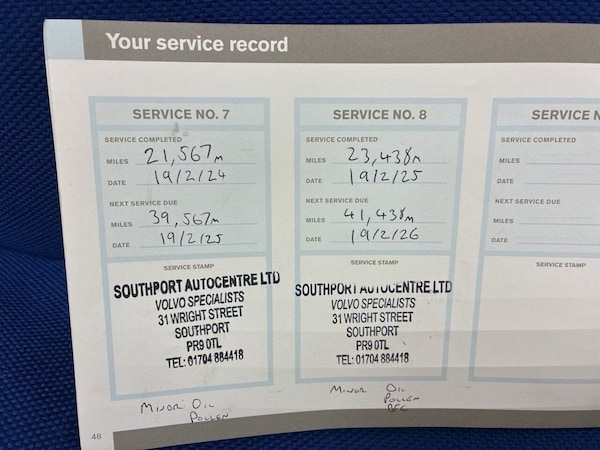 Your service record
SERVICE NO. 7
SERVICE COMPLETED
MILES 21,567m
DATE 19/2/24
NEXT SERVICE DUE
MILES 39,567m
DATE 19/2/25
SERVICE STAMP
SOUTHPORT AUTOCENTRE LTD
VOLVO SPECIALISTS
31 WRIGHT STREET
SOUTHPORT
PR9 0TL
TEL: 01704 884418
Minor Oil
Pollen
SERVICE NO. 8
SERVICE COMPLETED
MILES 23,438m
DATE 19/2/25
NEXT SERVICE DUE
MILES 41,438m
DATE 19/2/26
SERVICE STAMP
SOUTHPORT AUTOCENTRE LTD
VOLVO SPECIALISTS
31 WRIGHT STREET
SOUTHPORT
PR9 0TL
TEL: 01704 884418
Minor Oil
Pollen
SERVICE N
SERVICE COMPLETED
MILES
DATE
NEXT SERVICE DUE
MILES
DATE
SERVICE STAMP
48